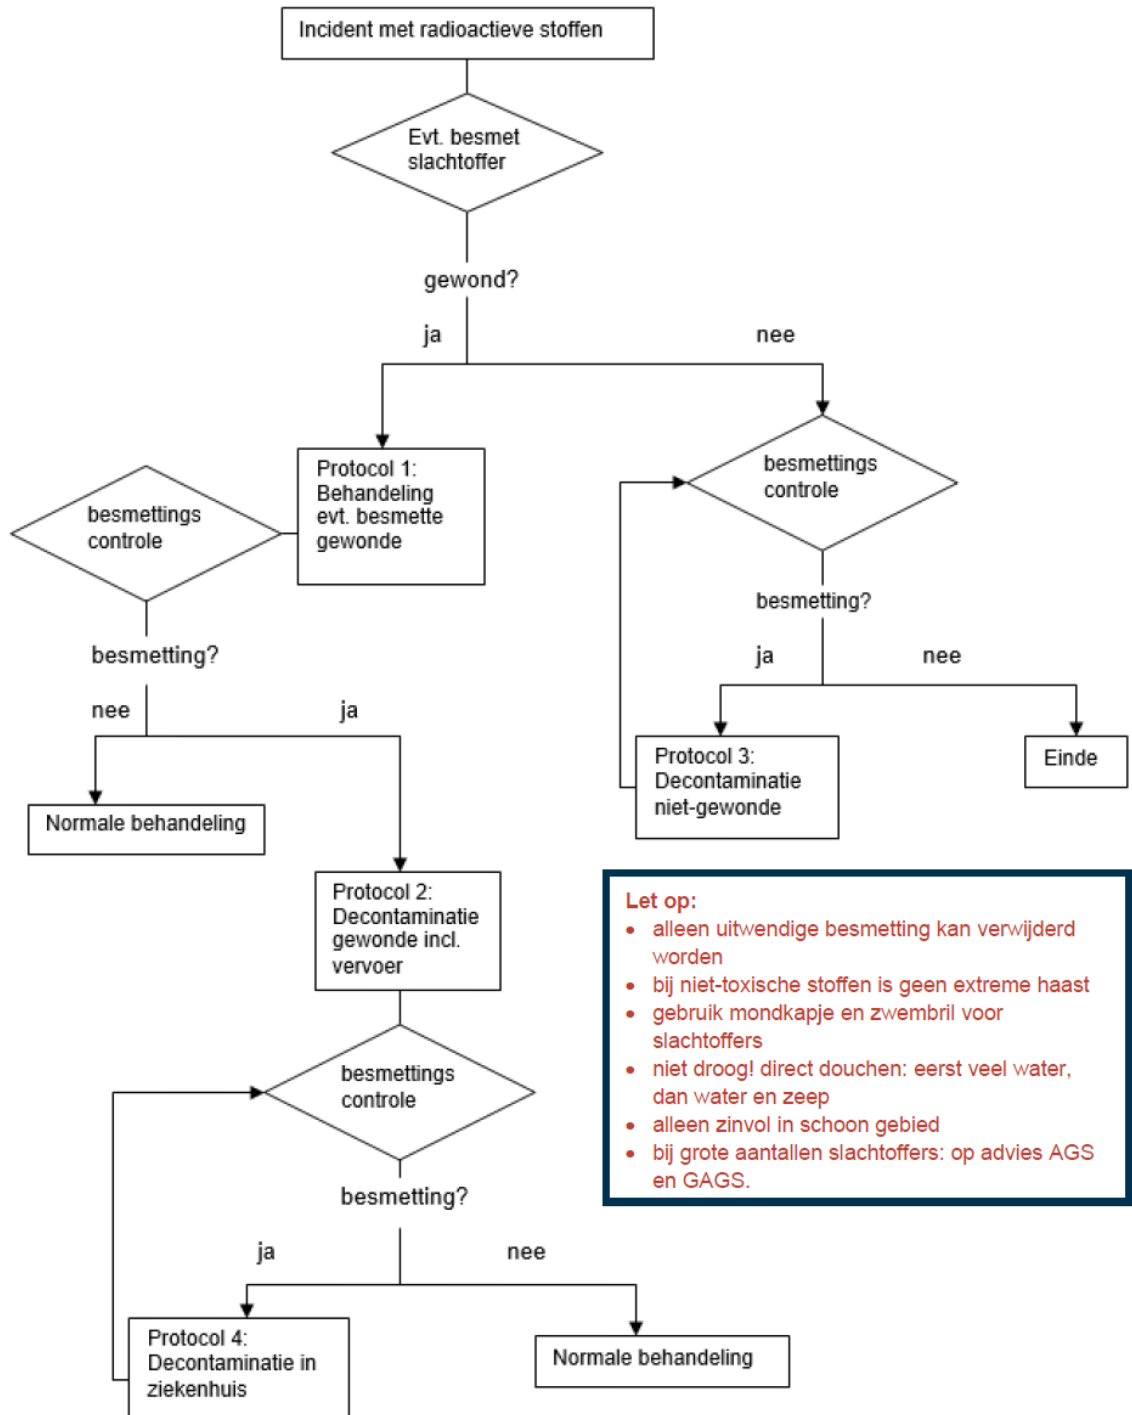 Incident met radioactieve stoffen
Evt. besmet
slachtoffer
gewond?
ja
nee
Protocol 1:
Behandeling
evt. besmette
gewonde
besmettings
controle
besmetting?
nee
ja
Normale behandeling
Protocol 2:
Decontaminatie
gewonde incl.
vervoer
besmettings
controle
besmetting?
ja
nee
Protocol 4:
Decontaminatie in
ziekenhuis
Normale behandeling
besmettings
controle
besmetting?
ja
nee
Protocol 3:
Decontaminatie
niet-gewonde
Einde
Let op:
• alleen uitwendige besmetting kan verwijderd
worden
• bij niet-toxische stoffen is geen extreme haast
• gebruik mondkapje en zwembril voor
slachtoffers
• niet droog! direct douchen: eerst veel water,
dan water en zeep
• alleen zinvol in schoon gebied
• bij grote aantallen slachtoffers: op advies AGS
en GAGS.